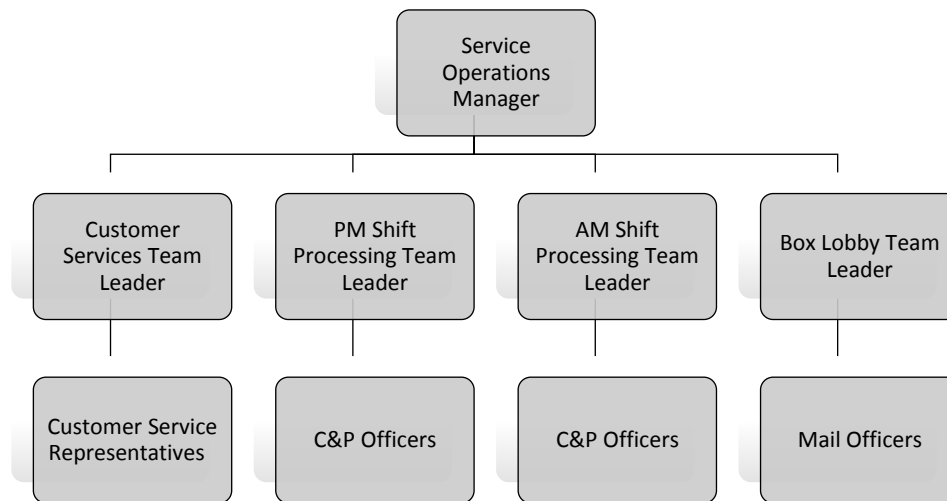 Service
Operations
Manager
Customer
Services Team
Leader
PM Shift
Processing Team
Leader
AM Shift
Processing Team
Leader
Box Lobby Team
Leader
Customer Service
Representatives
C&P Officers
C&P Officers
Mail Officers